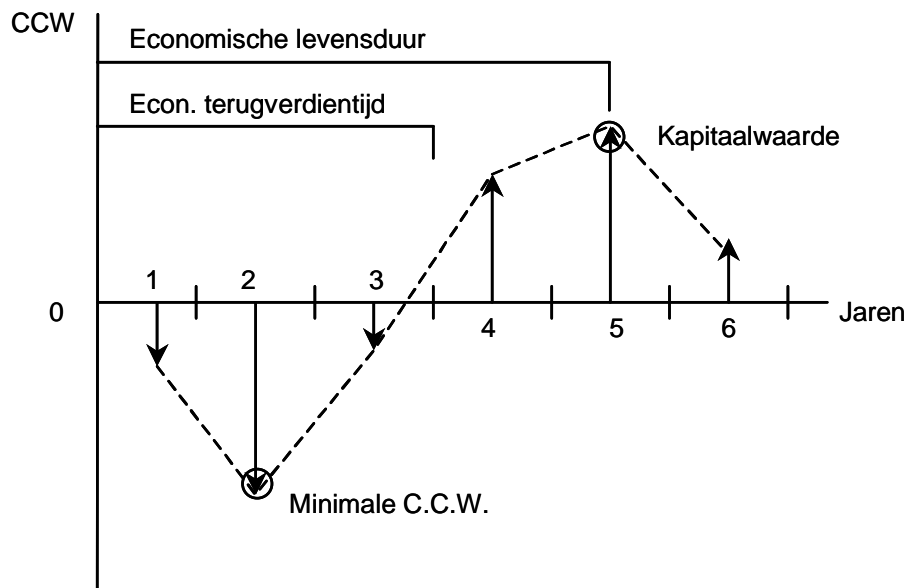 CCW
Economische levensduur
Econ. terugverdientijd
Kapitaalwaarde
1 2 3
0
4 5 6
Jaren
Minimale C.C.W.